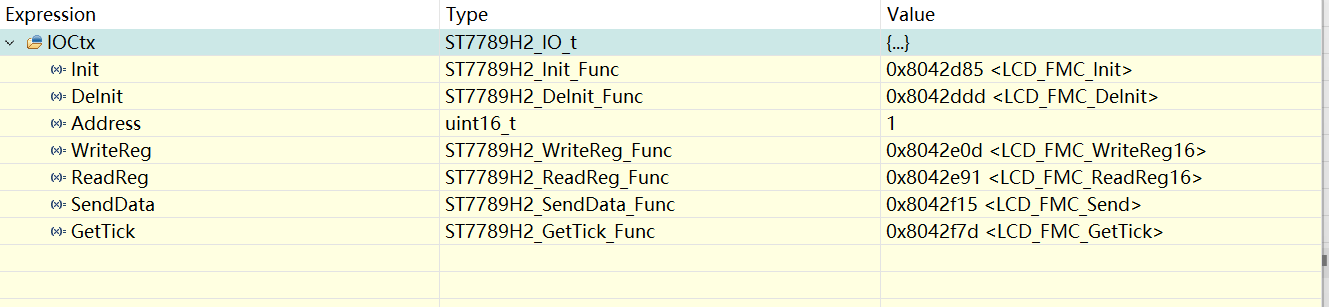 Expression Type Value
IOCtx ST7789H2_IO_t {...}
(x)= Init ST7789H2_Init_Func 0x8042d85 <LCD_FMC_Init>
(x)= DeInit ST7789H2_DeInit_Func 0x8042ddd <LCD_FMC_DeInit>
(x)= Address uint16_t 1
(x)= WriteReg ST7789H2_WriteReg_Func 0x8042e0d <LCD_FMC_WriteReg16>
(x)= ReadReg ST7789H2_ReadReg_Func 0x8042e91 <LCD_FMC_ReadReg16>
(x)= SendData ST7789H2_SendData_Func 0x8042f15 <LCD_FMC_Send>
(x)= GetTick ST7789H2_GetTick_Func 0x8042f7d <LCD_FMC_GetTick>